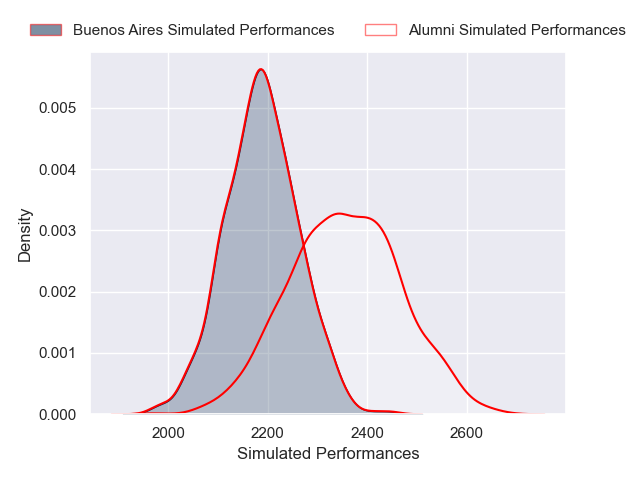 Buenos Aires Simulated Performances Alumni Simulated Performances
0.005
0.004
0.003
0.002
0.001
0.000
Density
2000 2200 2400 2600
Simulated Performances